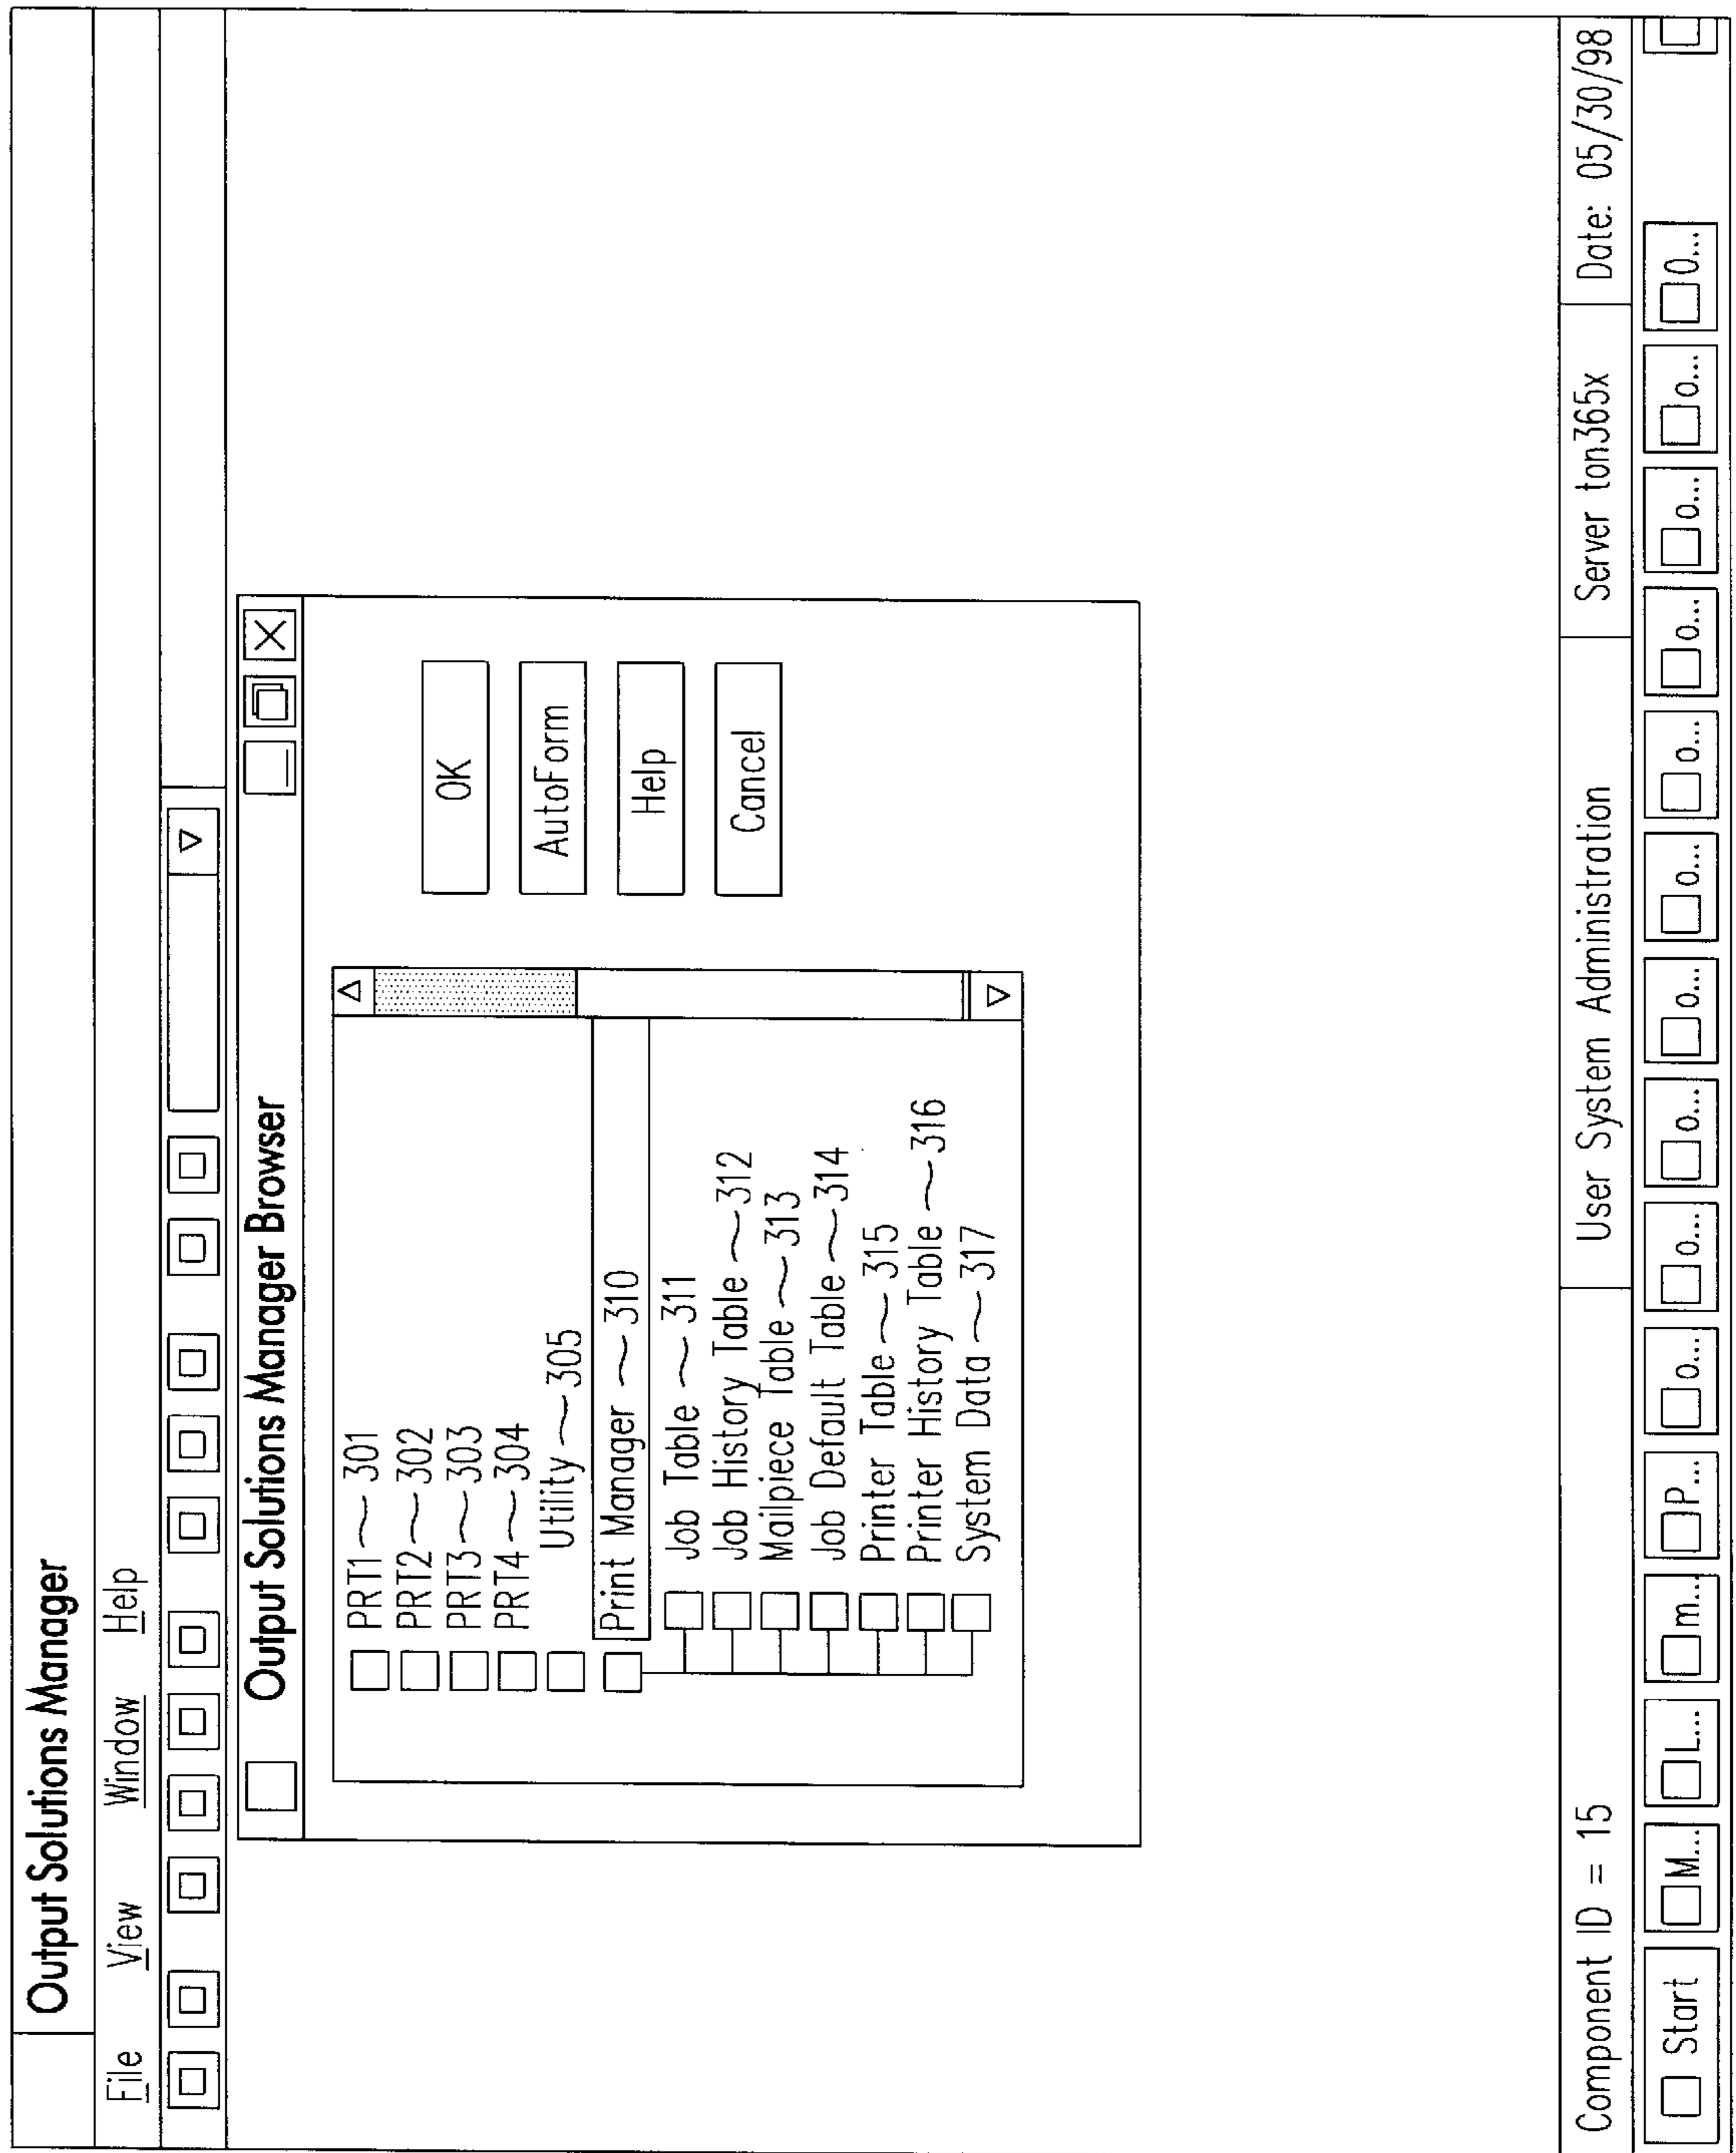 Output Solutions Manager
File View Window Help
Output Solutions Manager Browser
PRT1~301
PRT2~302
PRT3~303
PRT4~304
Utility~305
Print Manager ~310
Job Table ~311
Job History Table ~312
Mailpiece Table ~313
Job Default Table ~314
Printer Table ~315
Printer History Table ~316
System Data ~317
OK
AutoForm
Help
Cancel
Component ID = 15 User System Administration Server ton365x Date: 05/30/98
Start M... L... m... P... o... o... o... o... o... o... o... o... o... O...